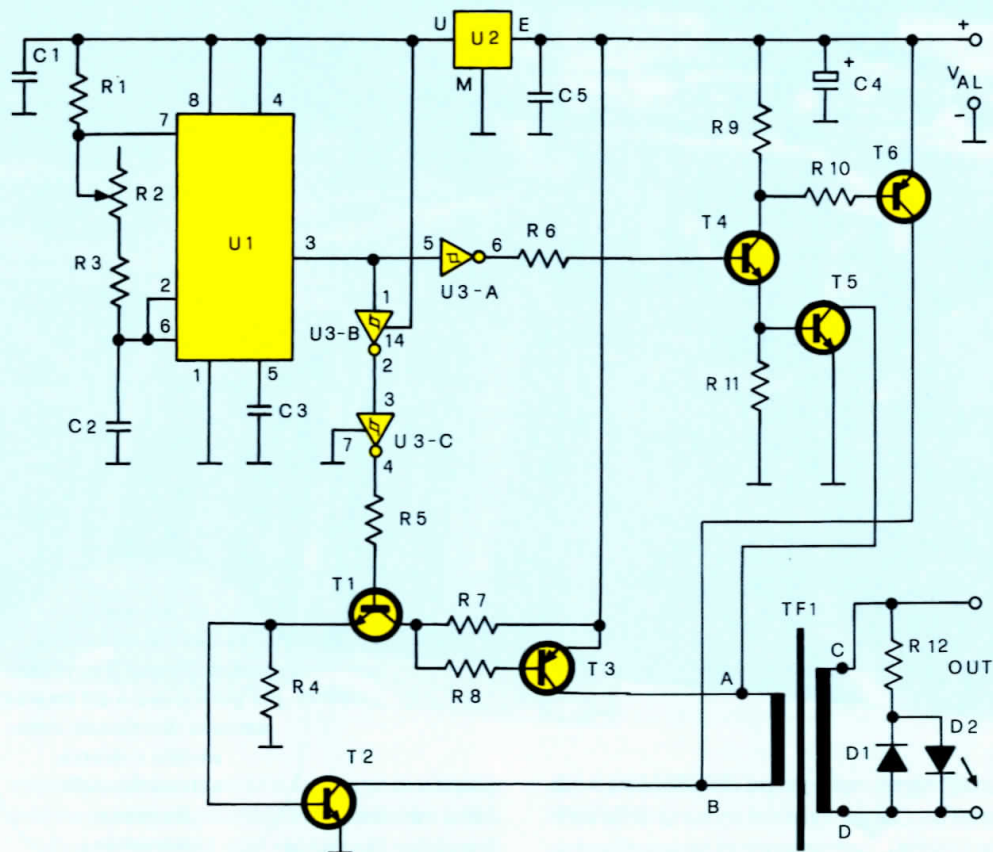 C1
R1
8
4
U
U2
E
M
C5
+
C4
+
VAL
-
7
R2
R3
U1
3
2
6
1
5
C2
C3
5
U3-A
6
R6
1
U3-B
14
2
3
7
U3-C
4
R5
R9
R10
T6
T4
T5
R11
T1
R7
R8
T3
R4
T2
A
B
TF1
C
R12
OUT
D1
D2
D